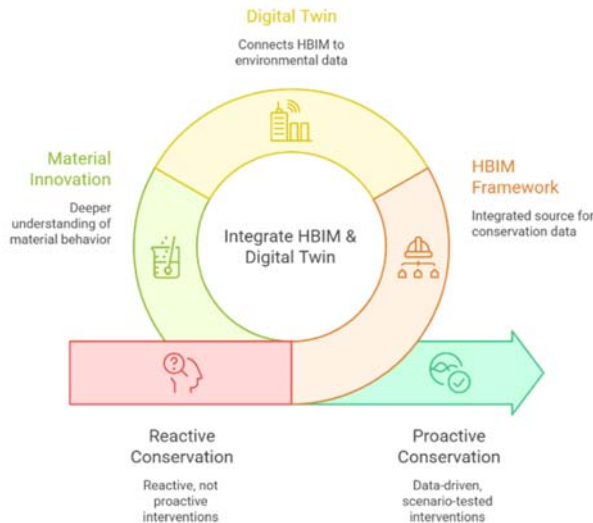 Digital Twin
Connects HBIM to
environmental data
Material
Innovation
Deeper
understanding of
material behavior
HBIM
Framework
Integrated source for
conservation data
Integrate HBIM &
Digital Twin
?
Reactive
Conservation
Reactive, not
proactive
interventions
Proactive
Conservation
Data-driven,
scenario-tested
interventions